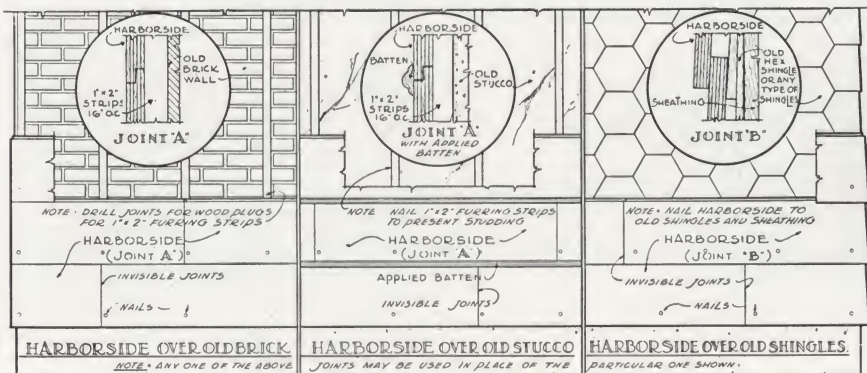 HARBORSIDE
OLD
BRICK
WALL
1"x 2"
STRIPS
16" OC
JOINT "A"
NOTE · DRILL JOINTS FOR WOOD PLUGS
FOR 1"x 2" FURRING STRIPS
HARBORSIDE
(JOINT A")
INVISIBLE JOINTS
NAILS
HARBORSIDE OVER OLD BRICK
NOTE · ANY ONE OF THE ABOVE
HARBORSIDE
BATTEN
OLD
STUCCO
1"x 2"
STRIPS
16" OC
JOINT "A"
WITH APPLIED
BATTEN
NOTE NAIL 1"x 2" FURRING STRIPS
TO PRESENT STUDDING
HARBORSIDE
(JOINT "A")
APPLIED BATTEN
INVISIBLE JOINTS
HARBORSIDE OVER OLD STUCCO
JOINTS MAY BE USED IN PLACE OF THE
HARBORSIDE
OLD
HEX
SHINGLE
OR ANY
TYPE OF
SHINGLES
SHEATHING
JOINT "B"
NOTE · NAIL HARBORSIDE TO
OLD SHINGLES AND SHEATHING
HARBORSIDE
(JOINT "B")
INVISIBLE JOINTS
NAILS
HARBORSIDE OVER OLD SHINGLES.
PARTICULAR ONE SHOWN.